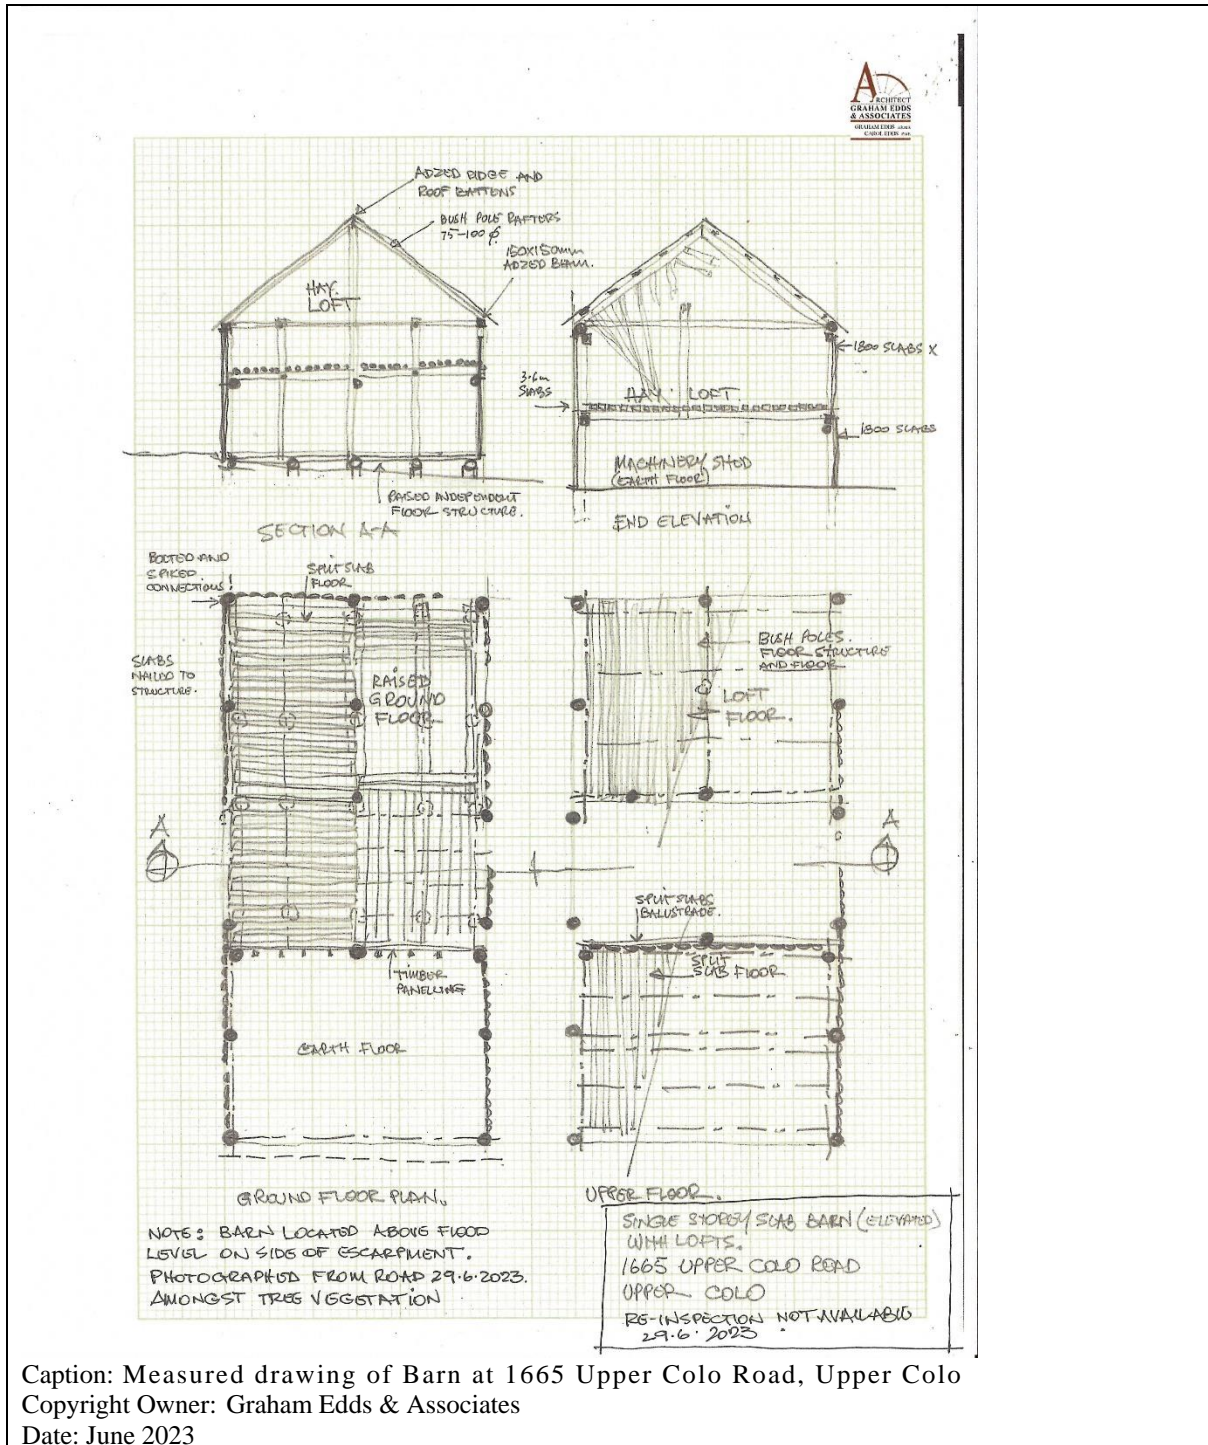 ARCHITECT
GRAHAM EDDS
& ASSOCIATES
GRAHAM EDDS
CAROL EDDS
ADZED RIDGE AND
ROOF BATTENS
BUSH POLE RAFTERS
75-100 ϕ
150X150mm
ADZED BEAM.
HAY
LOFT
RAISED INDEPENDENT
FLOOR STRUCTURE.
SECTION A-A
1800 SLABS X
3.6m
SLABS
HAY LOFT.
1800 SLABS
MACHINERY SHED
(EARTH FLOOR)
END ELEVATION
BOLTED AND
SPIKED
CONNECTIONS
SPLIT SLAB
FLOOR
SLABS
NAILED TO
STRUCTURE.
RAISED
GROUND
FLOOR
A
TIMBER
PANELLING
EARTH FLOOR
GROUND FLOOR PLAN.
BUSH POLES.
FLOOR STRUCTURE
AND FLOOR
LOFT
FLOOR.
A
SPLIT SLABS
BALUSTRADE.
SPLIT
SLAB FLOOR
UPPER FLOOR.
NOTE: BARN LOCATED ABOVE FLOOD
LEVEL ON SIDE OF ESCARPMENT.
PHOTOGRAPHED FROM ROAD 29.6.2023.
AMONGST TREE VEGETATION
SINGLE STOREY SLAB BARN (ELEVATED)
WITH LOFTS.
1665 UPPER COLO ROAD
UPPER COLO
RE-INSPECTION NOT AVAILABLE
29.6.2023
Caption: Measured drawing of Barn at 1665 Upper Colo Road, Upper Colo
Copyright Owner: Graham Edds & Associates
Date: June 2023